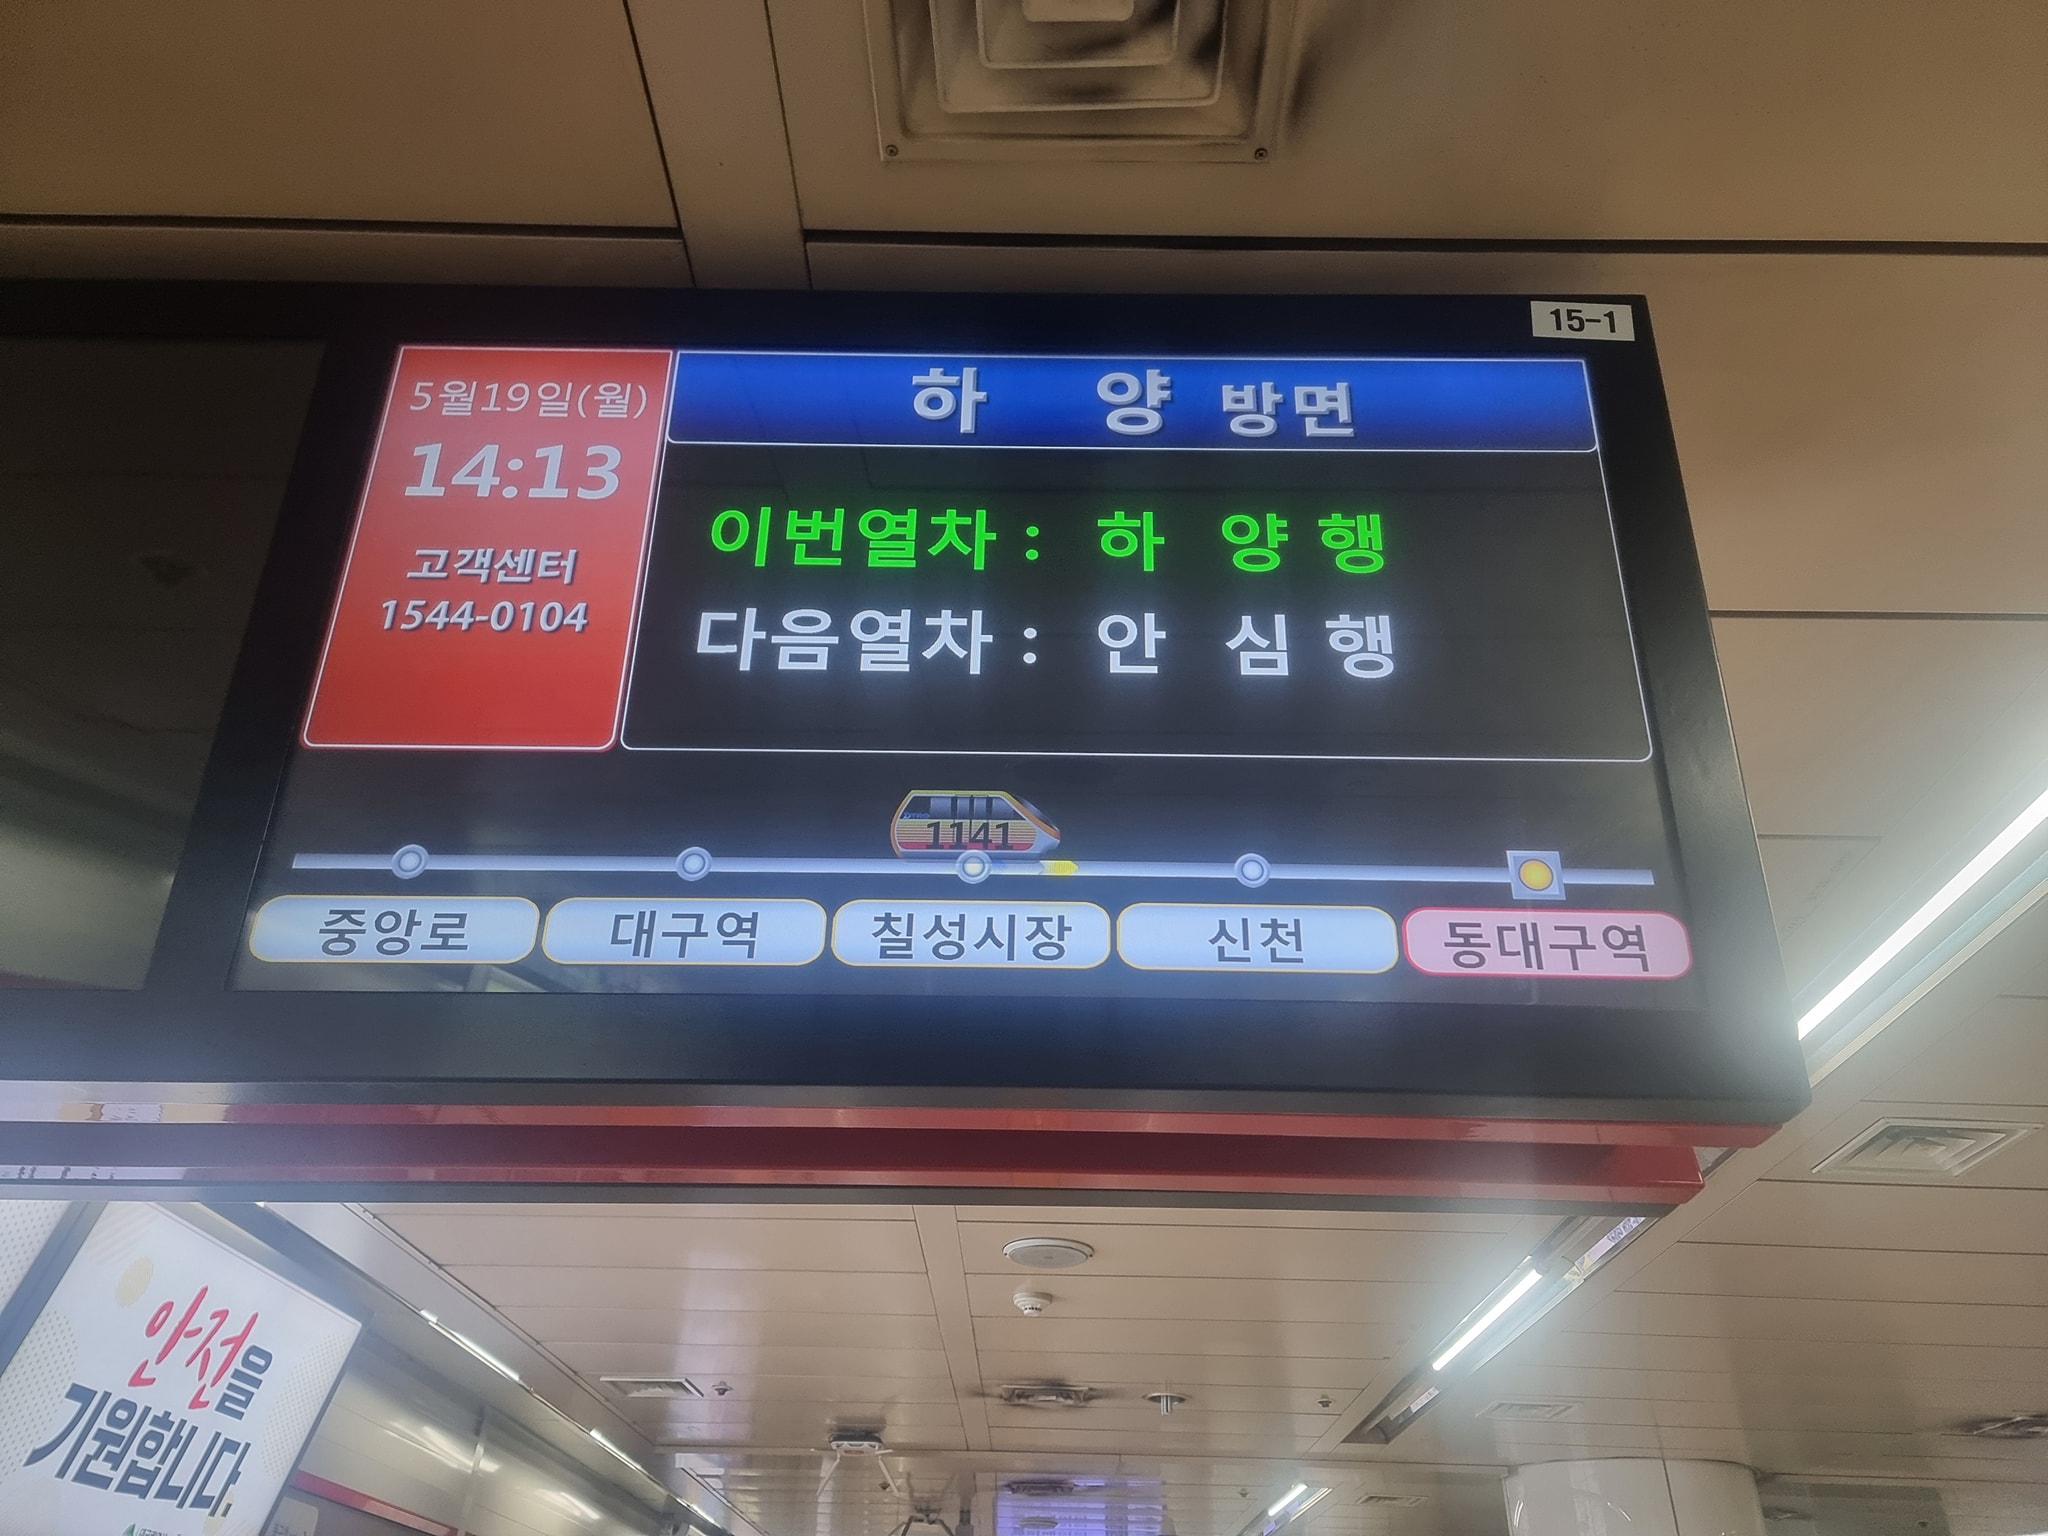 15-1
5월19일(월)
14:13
고객센터
1544-0104
하 양 방면
이번열차 : 하 양 행
다음열차 : 안 심 행
DTRO
1141
중앙로 대구역 칠성시장 신천 동대구역
안전을
기원합니다.